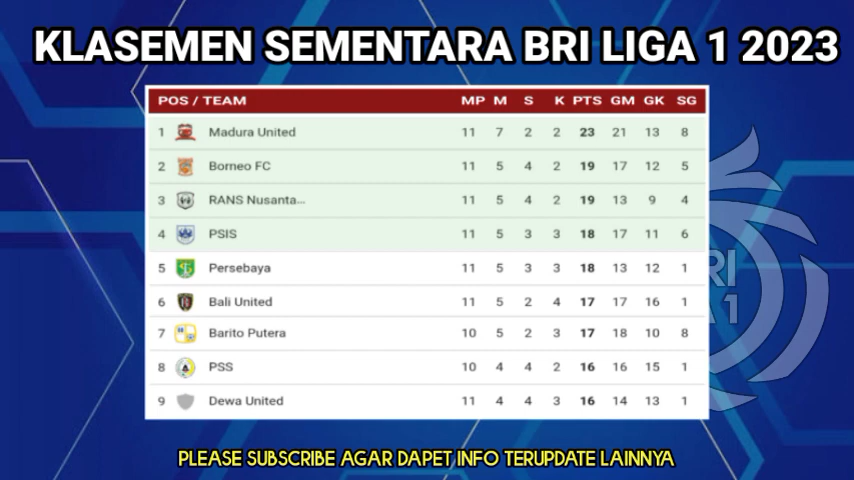 KLASEMEN SEMENTARA BRI LIGA 1 2023
POS / TEAM MP M S K PTS GM GK SG
1 Madura United 11 7 2 2 23 21 13 8
2 Borneo FC 11 5 4 2 19 17 12 5
3 RANS Nusanta... 11 5 4 2 19 13 9 4
4 PSIS 11 5 3 3 18 17 11 6
5 Persebaya 11 5 3 3 18 13 12 1
6 Bali United 11 5 2 4 17 17 16 1
7 Barito Putera 10 5 2 3 17 18 10 8
8 PSS 10 4 4 2 16 16 15 1
9 Dewa United 11 4 4 3 16 14 13 1
PLEASE SUBSCRIBE AGAR DAPET INFO TERUPDATE LAINNYA